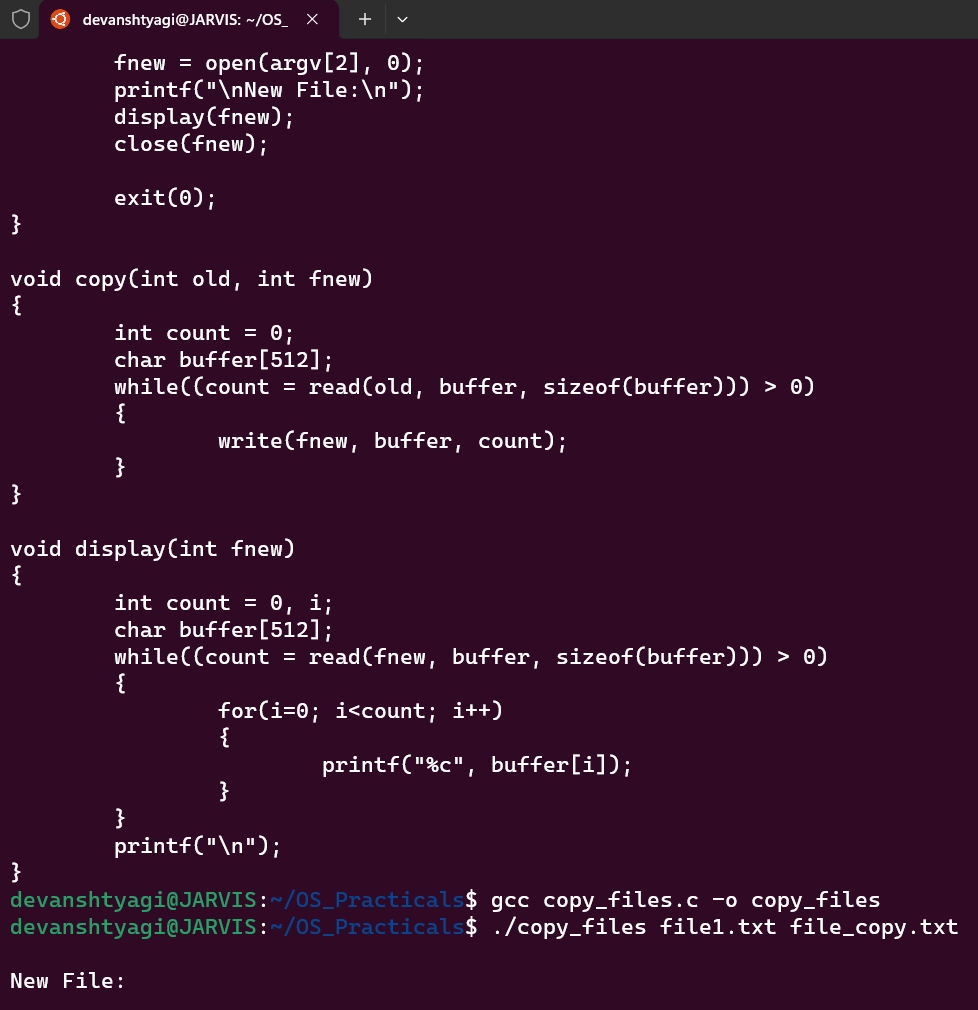 devanshtyagi@JARVIS: ~/OS_
        fnew = open(argv[2], 0);
        printf("\nNew File:\n");
        display(fnew);
        close(fnew);

        exit(0);
}

void copy(int old, int fnew)
{
        int count = 0;
        char buffer[512];
        while((count = read(old, buffer, sizeof(buffer))) > 0)
        {
                write(fnew, buffer, count);
        }
}

void display(int fnew)
{
        int count = 0, i;
        char buffer[512];
        while((count = read(fnew, buffer, sizeof(buffer))) > 0)
        {
                for(i=0; i<count; i++)
                {
                        printf("%c", buffer[i]);
                }
        }
        printf("\n");
}
devanshtyagi@JARVIS:~/OS_Practicals$ gcc copy_files.c -o copy_files
devanshtyagi@JARVIS:~/OS_Practicals$ ./copy_files file1.txt file_copy.txt

New File: